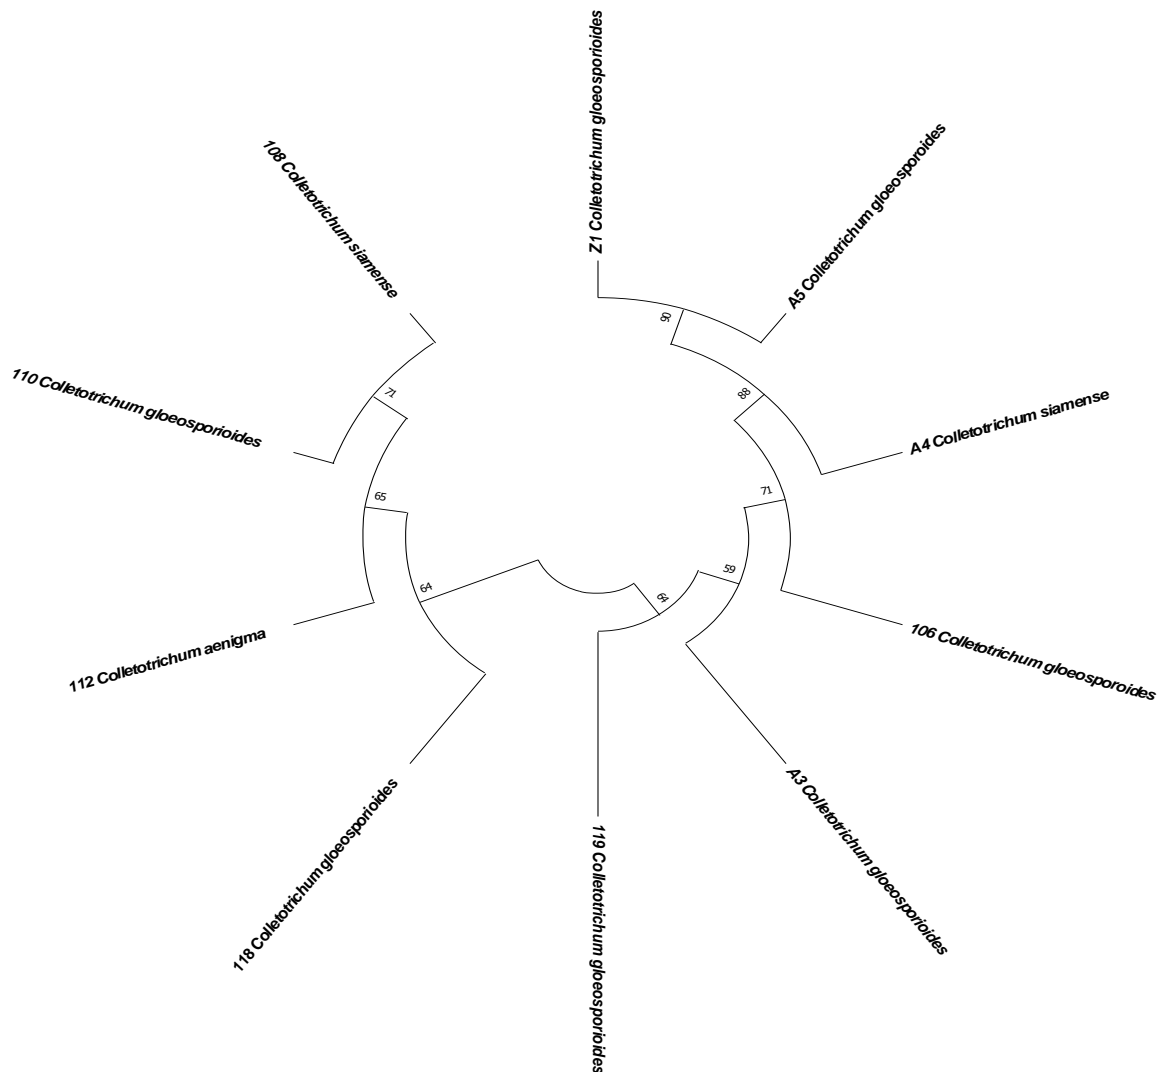 Z1 Colletotrichum gloeosporioides
A5 Colletotrichum gloeosporoides
A4 Colletotrichum siamense
106 Colletotrichum gloeosporoides
A3 Colletotrichum gloeosporioides
119 Colletotrichum gloeosporioides
118 Colletotrichum gloeosporioides
112 Colletotrichum aenigma
110 Colletotrichum gloeosporioides
108 Colletotrichum siamense
90
88
71
59
64
64
65
71